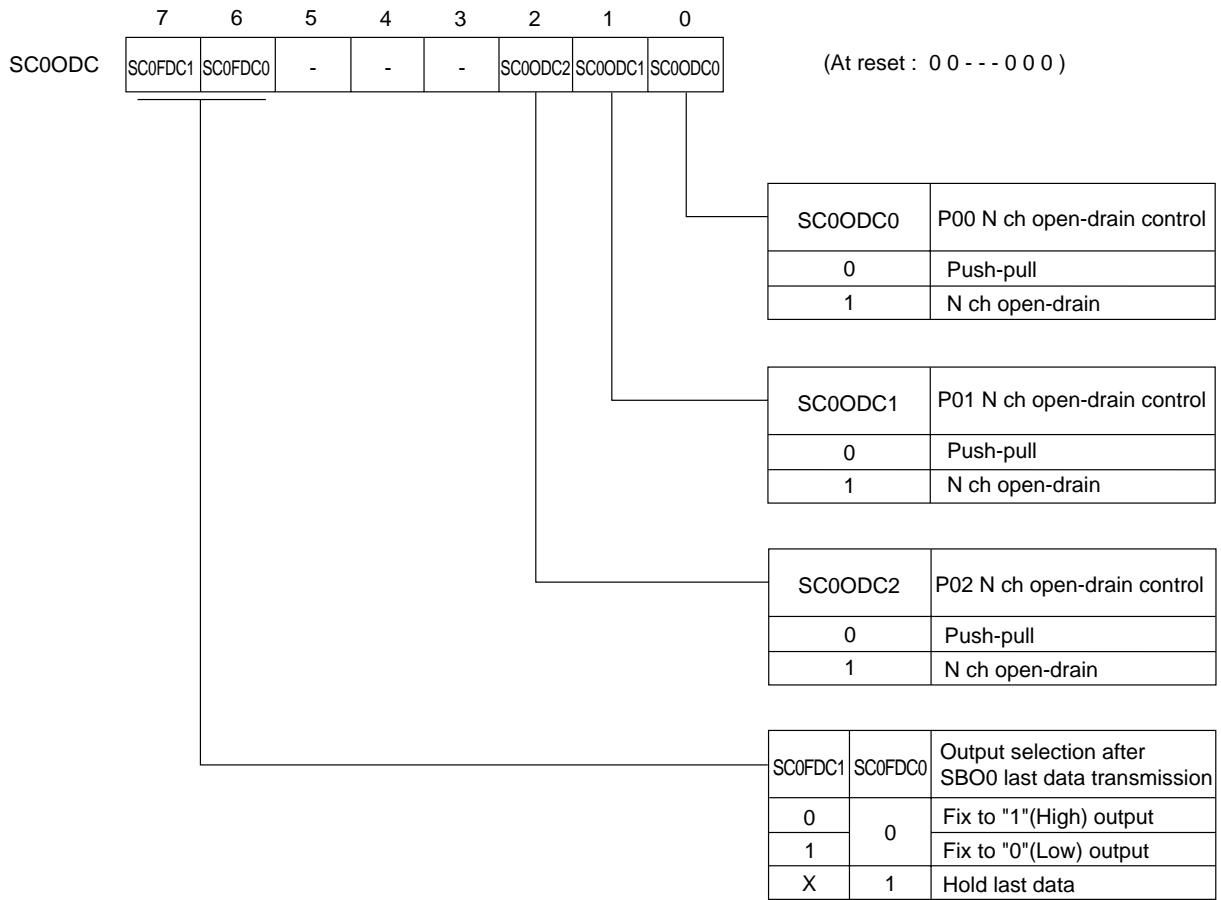 7 6 5 4 3 2 1 0
SC0ODC SC0FDC1 SC0FDC0 - - - SC0ODC2 SC0ODC1 SC0ODC0 (At reset : 0 0 - - - 0 0 0 )
SC0ODC0 P00 N ch open-drain control
0 Push-pull
1 N ch open-drain
SC0ODC1 P01 N ch open-drain control
0 Push-pull
1 N ch open-drain
SC0ODC2 P02 N ch open-drain control
0 Push-pull
1 N ch open-drain
SC0FDC1 SC0FDC0 Output selection after
SBO0 last data transmission
0 0 Fix to "1"(High) output
1 Fix to "0"(Low) output
X 1 Hold last data